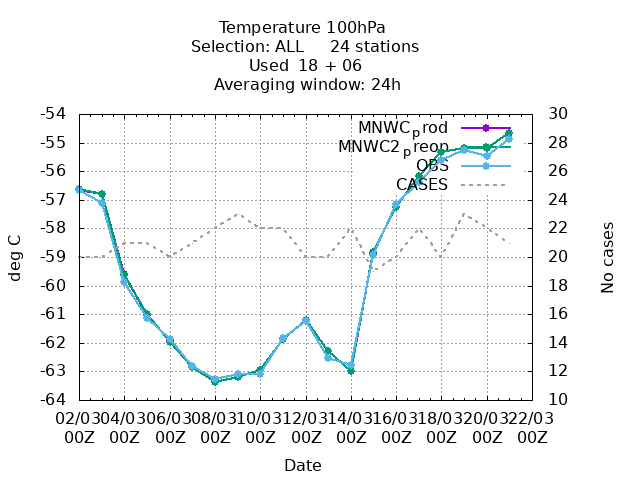 Temperature 100hPa
Selection: ALL 24 stations
Used 18 + 06
Averaging window: 24h
-54 30
MNWCprod
-55 28
MNWC2preop
-56 OBS 26
CASES
-57 24
-58 22
-59 20
-60 18
-61 16
-62 14
-63 12
-64 10
deg C
No cases
02/03 04/03 06/03 08/03 10/03 12/03 14/03 16/03 18/03 20/03 22/03
00Z 00Z 00Z 00Z 00Z 00Z 00Z 00Z 00Z 00Z 00Z
Date